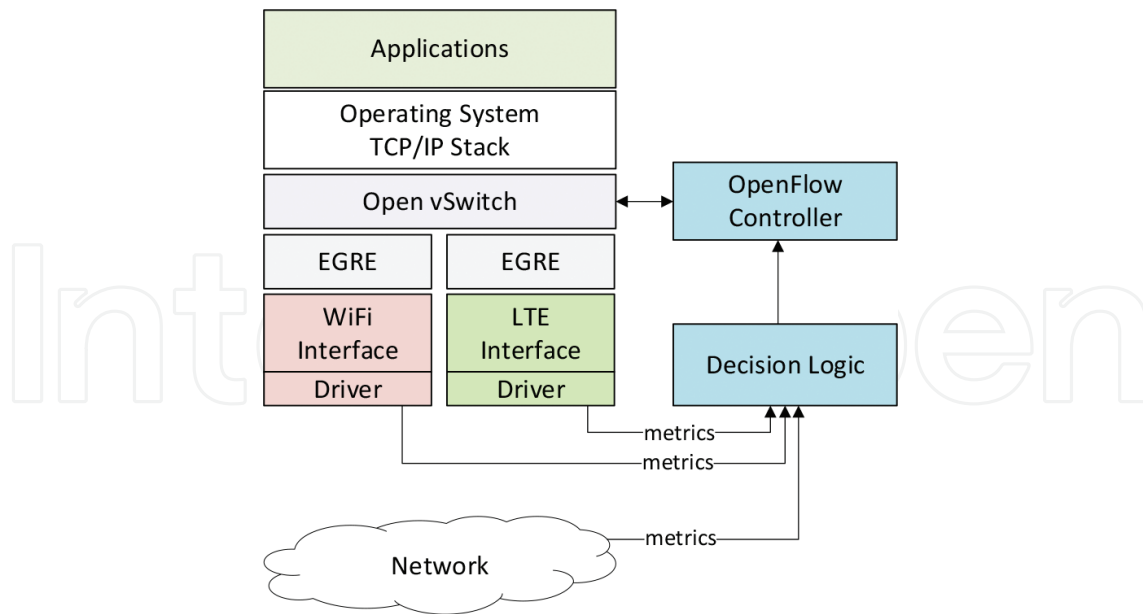 Applications
Operating System
TCP/IP Stack
Open vSwitch
OpenFlow
Controller
EGRE
EGRE
WiFi
Interface
LTE
Interface
Decision Logic
Driver
Driver
metrics
metrics
metrics
Network